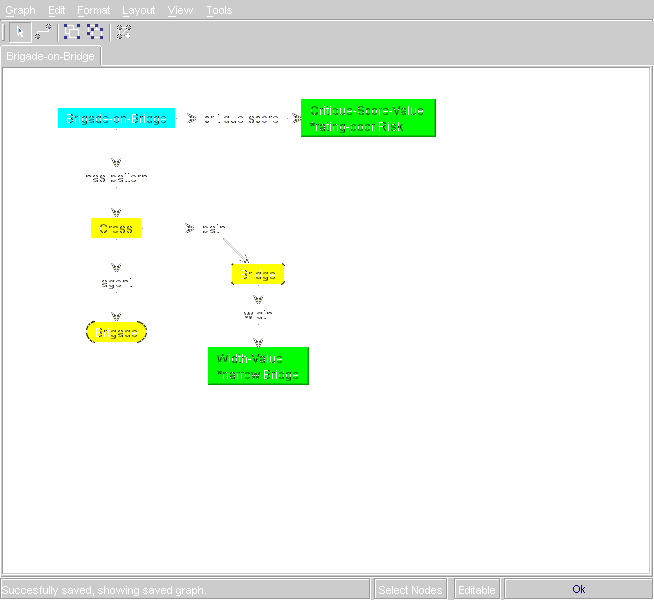 Graph Edit Format Layout View Tools
Brigade-on-Bridge
Brigade-on-Bridge critique score Critique-Score-Value
*rating-poor Risk
has pattern
Cross path
Bridge
agent
width
Brigade
Width-Value
*narrow Bridge
Succesfully saved, showing saved graph. Select Nodes Editable Ok